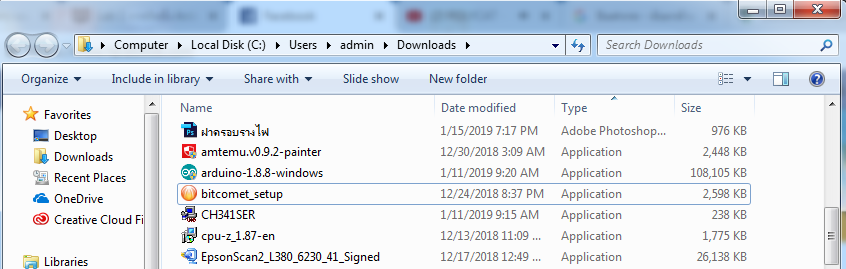 Computer Local Disk (C:) Users admin Downloads Search Downloads
Organize Include in library Share with Slide show New folder
Favorites
Desktop
Downloads
Recent Places
OneDrive
Creative Cloud Fi
Libraries
Name Date modified Type Size
ฝาครอบรางไฟ 1/15/2019 7:17 PM Adobe Photoshop... 976 KB
amtemu.v0.9.2-painter 12/30/2018 3:09 AM Application 2,448 KB
arduino-1.8.8-windows 1/11/2019 9:20 AM Application 108,105 KB
bitcomet_setup 12/24/2018 8:37 PM Application 2,598 KB
CH341SER 1/11/2019 9:15 AM Application 238 KB
cpu-z_1.87-en 12/13/2018 11:09 ... Application 1,775 KB
EpsonScan2_L380_6230_41_Signed 12/17/2018 12:49 ... Application 26,138 KB